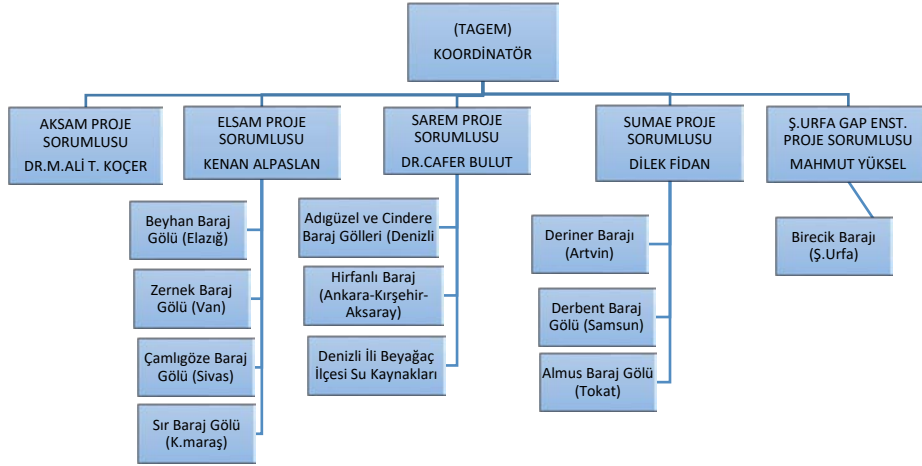 (TAGEM)
KOORDİNATÖR
AKSAM PROJE
SORUMLUSU
DR.M.ALİ T. KOÇER
ELSAM PROJE
SORUMLUSU
KENAN ALPASLAN
SAREM PROJE
SORUMLUSU
DR.CAFER BULUT
SUMAE PROJE
SORUMLUSU
DİLEK FİDAN
Ş.URFA GAP ENST.
PROJE SORUMLUSU
MAHMUT YÜKSEL
Beyhan Baraj
Gölü (Elazığ)
Zernek Baraj
Gölü (Van)
Çamlıgöze Baraj
Gölü (Sivas)
Sır Baraj Gölü
(K.maraş)
Adıgüzel ve Cindere
Baraj Gölleri (Denizli
Hirfanlı Baraj
(Ankara-Kırşehir-
Aksaray)
Denizli İli Beyağaç
İlçesi Su Kaynakları
Deriner Barajı
(Artvin)
Derbent Baraj
Gölü (Samsun)
Almus Baraj Gölü
(Tokat)
Birecik Barajı
(Ş.Urfa)